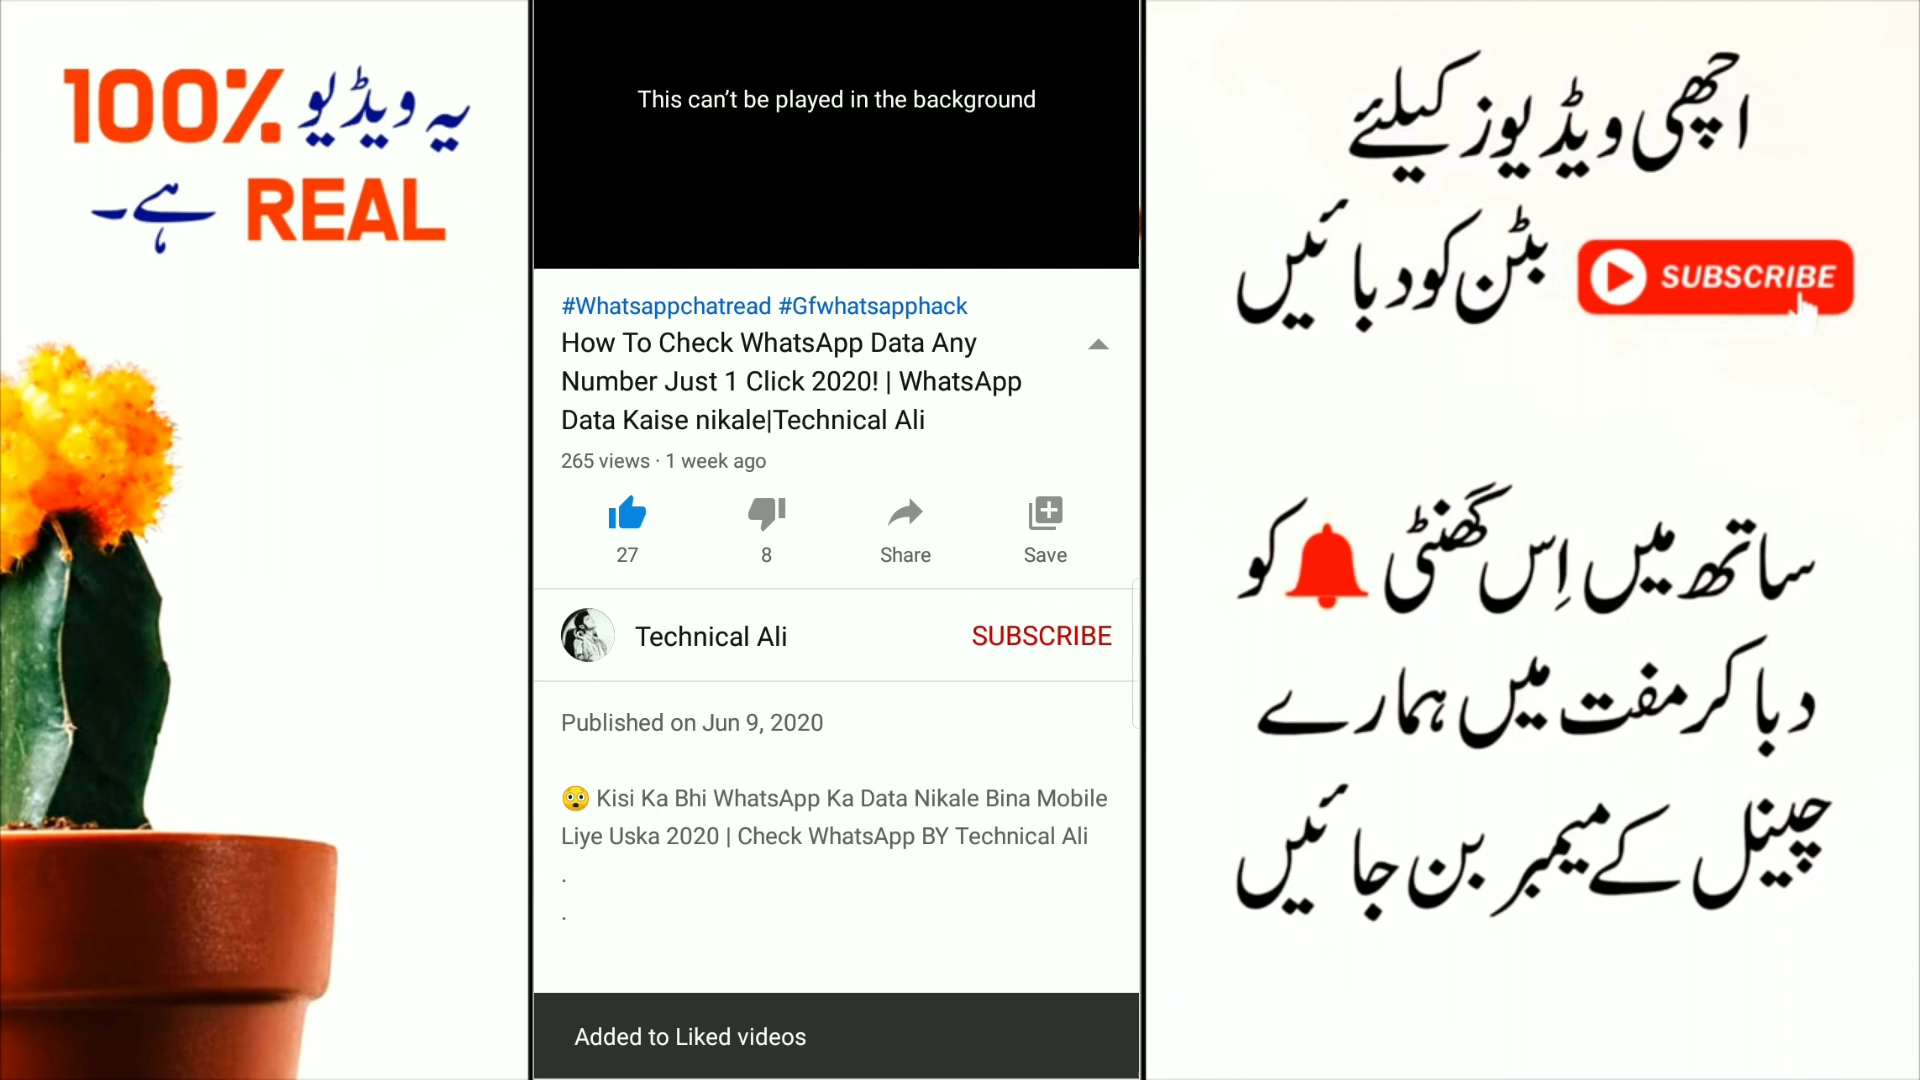 یہ ویڈیو 100%
REAL ہے۔
This can't be played in the background
#Whatsappchatread #Gfwhatsapphack
How To Check WhatsApp Data Any
Number Just 1 Click 2020! | WhatsApp
Data Kaise nikale|Technical Ali
265 views · 1 week ago
27
8
Share
Save
Technical Ali
SUBSCRIBE
Published on Jun 9, 2020
😲 Kisi Ka Bhi WhatsApp Ka Data Nikale Bina Mobile
Liye Uska 2020 | Check WhatsApp BY Technical Ali
.
.
Added to Liked videos
اچھی ویڈیوز کیلئے
SUBSCRIBE بٹن کو دبائیں
ساتھ میں اِس گھنٹی کو
دبا کر مفت میں ہمارے
چینل کے میمبر بن جائیں